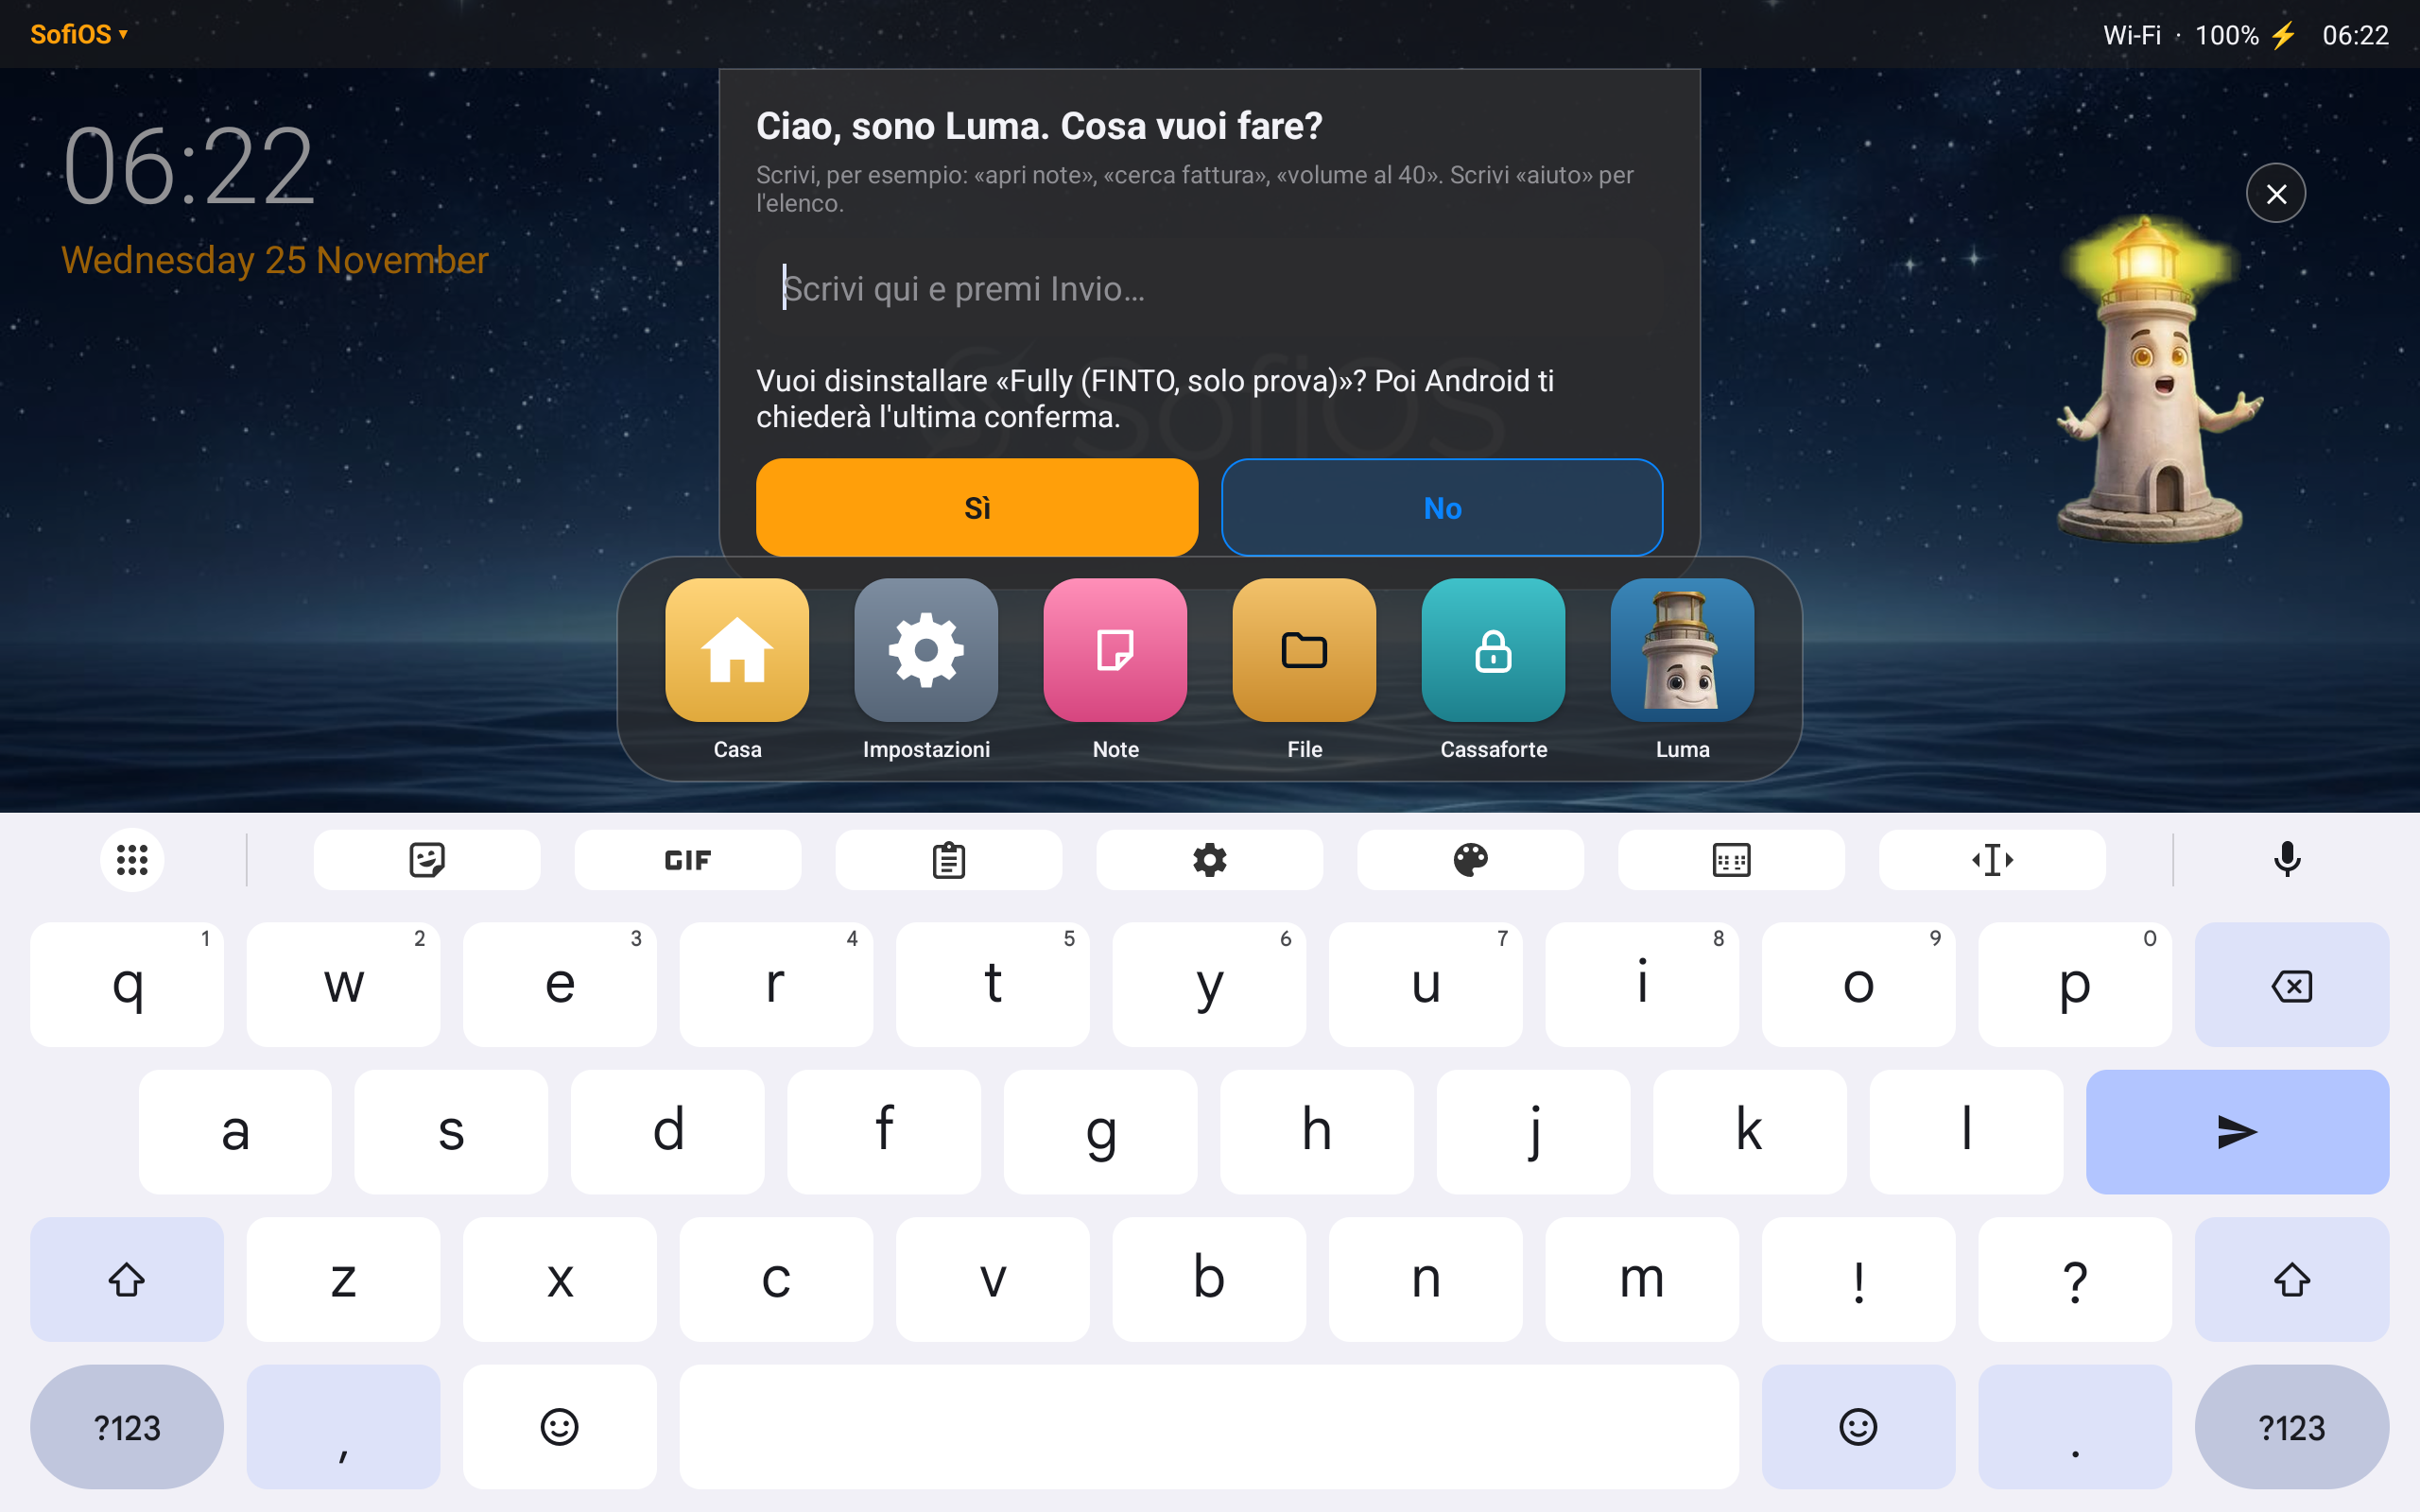 SofiOS ▾
Wi-Fi · 100% ⚡ 06:22
06:22
Wednesday 25 November
Ciao, sono Luma. Cosa vuoi fare?
Scrivi, per esempio: «apri note», «cerca fattura», «volume al 40». Scrivi «aiuto» per
l'elenco.
Scrivi qui e premi Invio…
SofiOS
Vuoi disinstallare «Fully (FINTO, solo prova)»? Poi Android ti
chiederà l'ultima conferma.
Sì No
Casa Impostazioni Note File Cassaforte Luma
GIF
q 1 w 2 e 3 r 4 t 5 y 6 u 7 i 8 o 9 p 0
a s d f g h j k l
z x c v b n m ! ?
?123 , . ?123